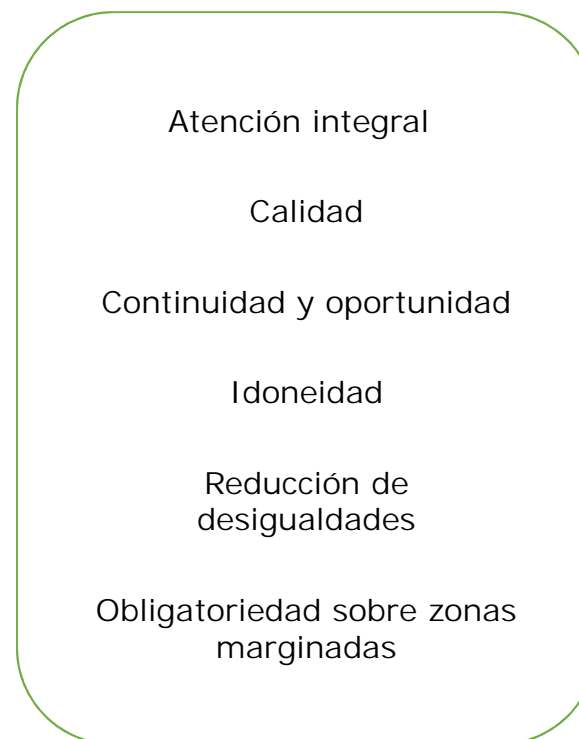 Atención integral
Calidad
Continuidad y oportunidad
Idoneidad
Reducción de
desigualdades
Obligatoriedad sobre zonas
marginadas